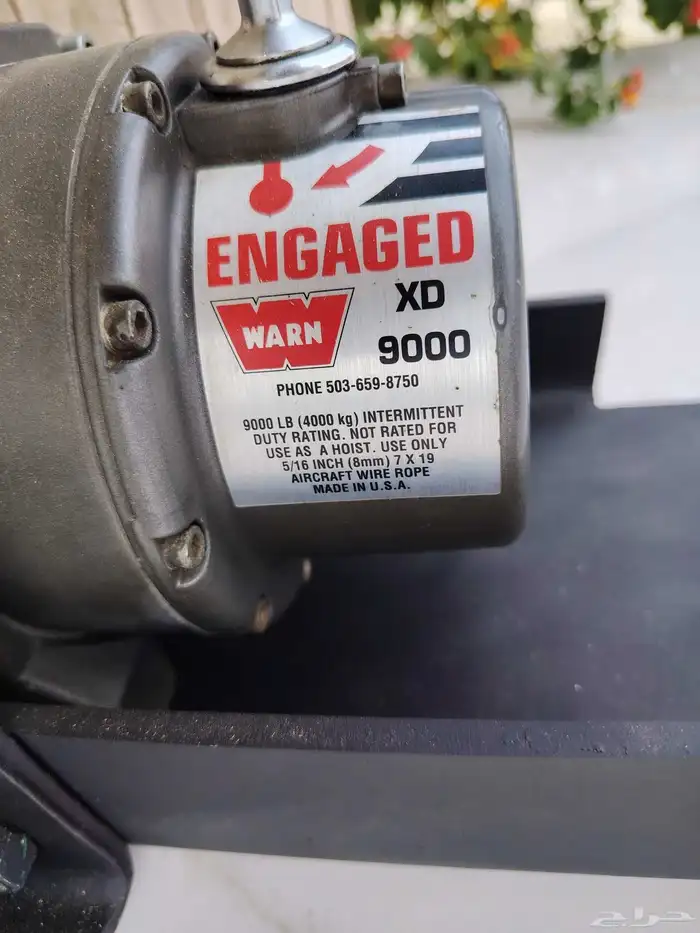 ENGAGED
WARN
XD
9000
PHONE 503-659-8750
9000 LB (4000 kg) INTERMITTENT
DUTY RATING. NOT RATED FOR
USE AS A HOIST. USE ONLY
5/16 INCH (8mm) 7 X 19
AIRCRAFT WIRE ROPE
MADE IN U.S.A.
حراج